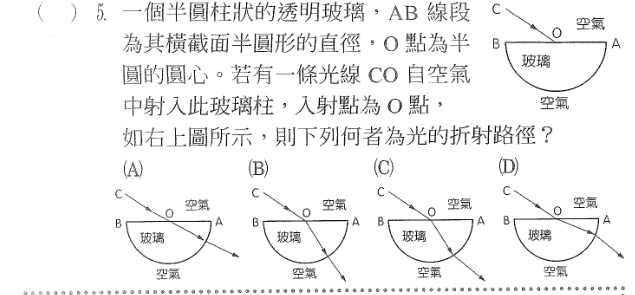 (　) 5. 一個半圓柱狀的透明玻璃，AB 線段
為其橫截面半圓形的直徑，O 點為半
圓的圓心。若有一條光線 CO 自空氣
中射入此玻璃柱，入射點為 O 點，
如右上圖所示，則下列何者為光的折射路徑？
C
O 空氣
B A
玻璃
空氣
(A) (B) (C) (D)
C C C C
O 空氣 O 空氣 O 空氣 O 空氣
B A B A B A B A
玻璃 玻璃 玻璃 玻璃
空氣 空氣 空氣 空氣